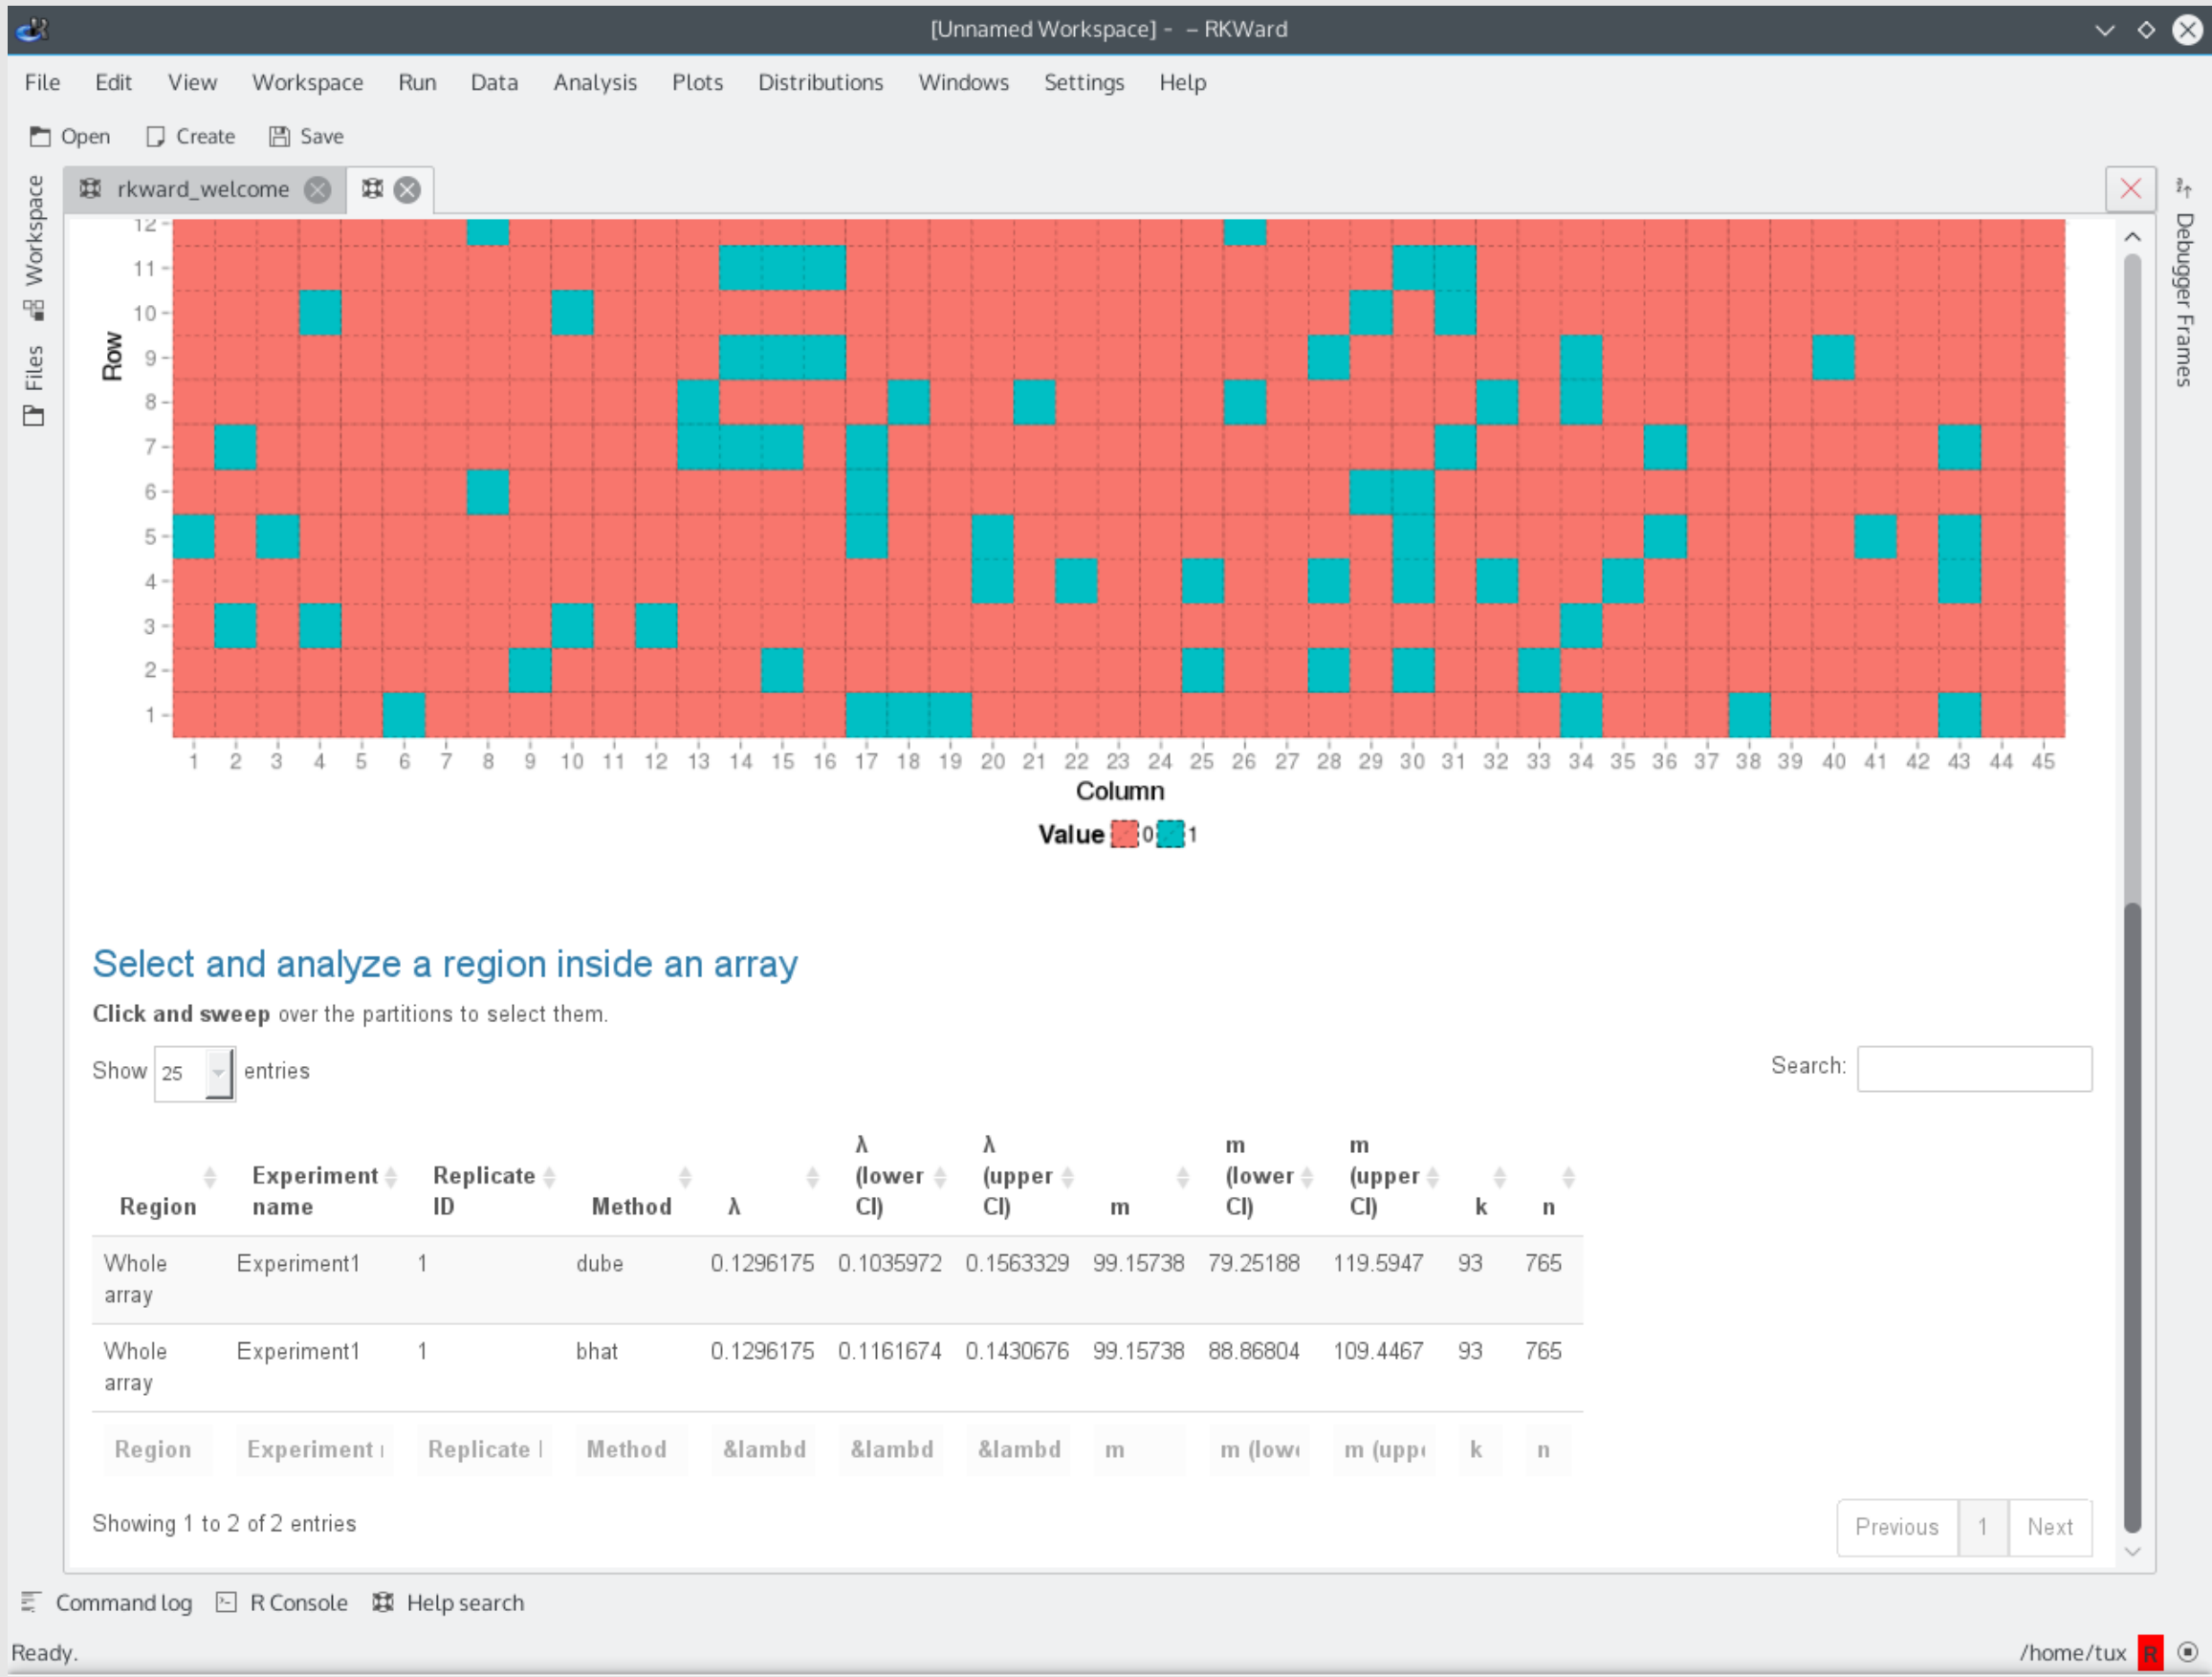 [Unnamed Workspace] - – RKWard
File Edit View Workspace Run Data Analysis Plots Distributions Windows Settings Help
Open Create Save
Workspace
Files
rkward_welcome
Debugger Frames
Row
12
11
10
9
8
7
6
5
4
3
2
1
1 2 3 4 5 6 7 8 9 10 11 12 13 14 15 16 17 18 19 20 21 22 23 24 25 26 27 28 29 30 31 32 33 34 35 36 37 38 39 40 41 42 43 44 45
Column
Value 0 1
Select and analyze a region inside an array
Click and sweep over the partitions to select them.
Show 25 entries
Search:
Region Experiment name Replicate ID Method λ λ (lower CI) λ (upper CI) m m (lower CI) m (upper CI) k n
Whole array Experiment1 1 dube 0.1296175 0.1035972 0.1563329 99.15738 79.25188 119.5947 93 765
Whole array Experiment1 1 bhat 0.1296175 0.1161674 0.1430676 99.15738 88.86804 109.4467 93 765
Region Experiment Replicate Method &lambd &lambd &lambd m m (low m (upp k n
Showing 1 to 2 of 2 entries
Previous 1 Next
Command log R Console Help search
Ready.
/home/tux R